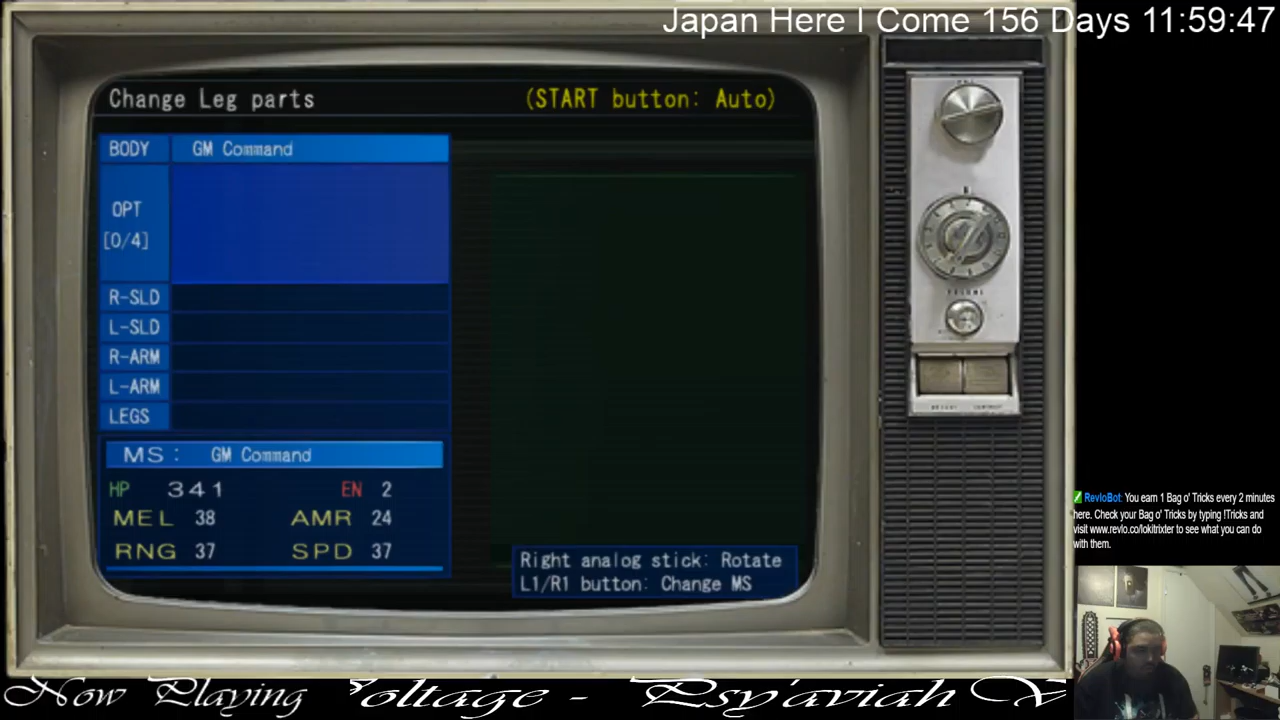 Japan Here I Come 156 Days 11:59:47
Change Leg parts (START button: Auto)
BODY GM Command
OPT
[0/4]
R-SLD
L-SLD
R-ARM
L-ARM
LEGS
MS: GM Command
HP 341 EN 2
MEL 38 AMR 24
RNG 37 SPD 37
Right analog stick: Rotate
L1/R1 button: Change MS
VOLUME
RevloBot: You earn 1 Bag o' Tricks every 2 minutes
here. Check your Bag o' Tricks by typing !Tricks and
visit www.revlo.co/lokitrixter to see what you can do
with them.
Now Playing Voltage - Psy'aviah V